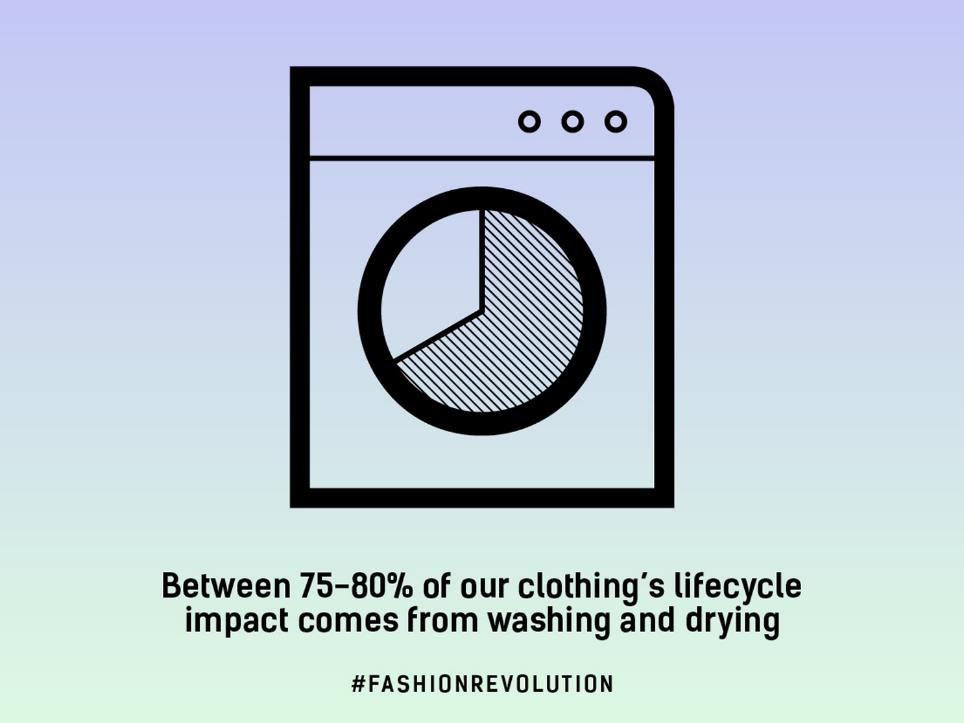 Between 75–80% of our clothing’s lifecycle
impact comes from washing and drying
#FASHIONREVOLUTION